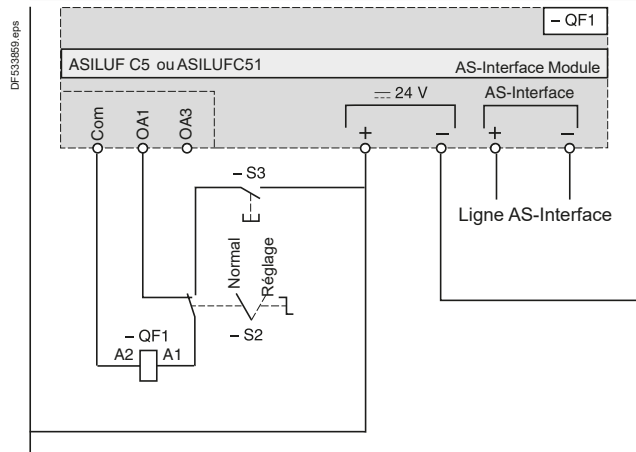 DF533859.eps
– QF1
ASILUF C5 ou ASILUFC51
AS-Interface Module
24 V
AS-Interface
Com
OA1
OA3
+
–
+
–
– S3
Ligne AS-Interface
Normal
Réglage
– S2
– QF1
A2
A1